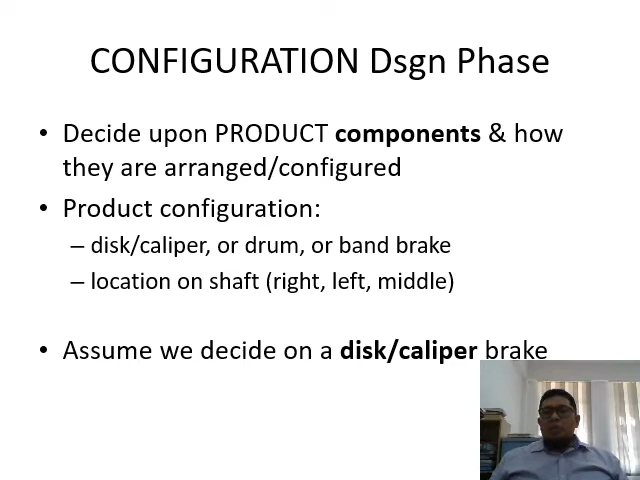 CONFIGURATION Dsgn Phase
• Decide upon PRODUCT components & how
they are arranged/configured
• Product configuration:
– disk/caliper, or drum, or band brake
– location on shaft (right, left, middle)
• Assume we decide on a disk/caliper brake